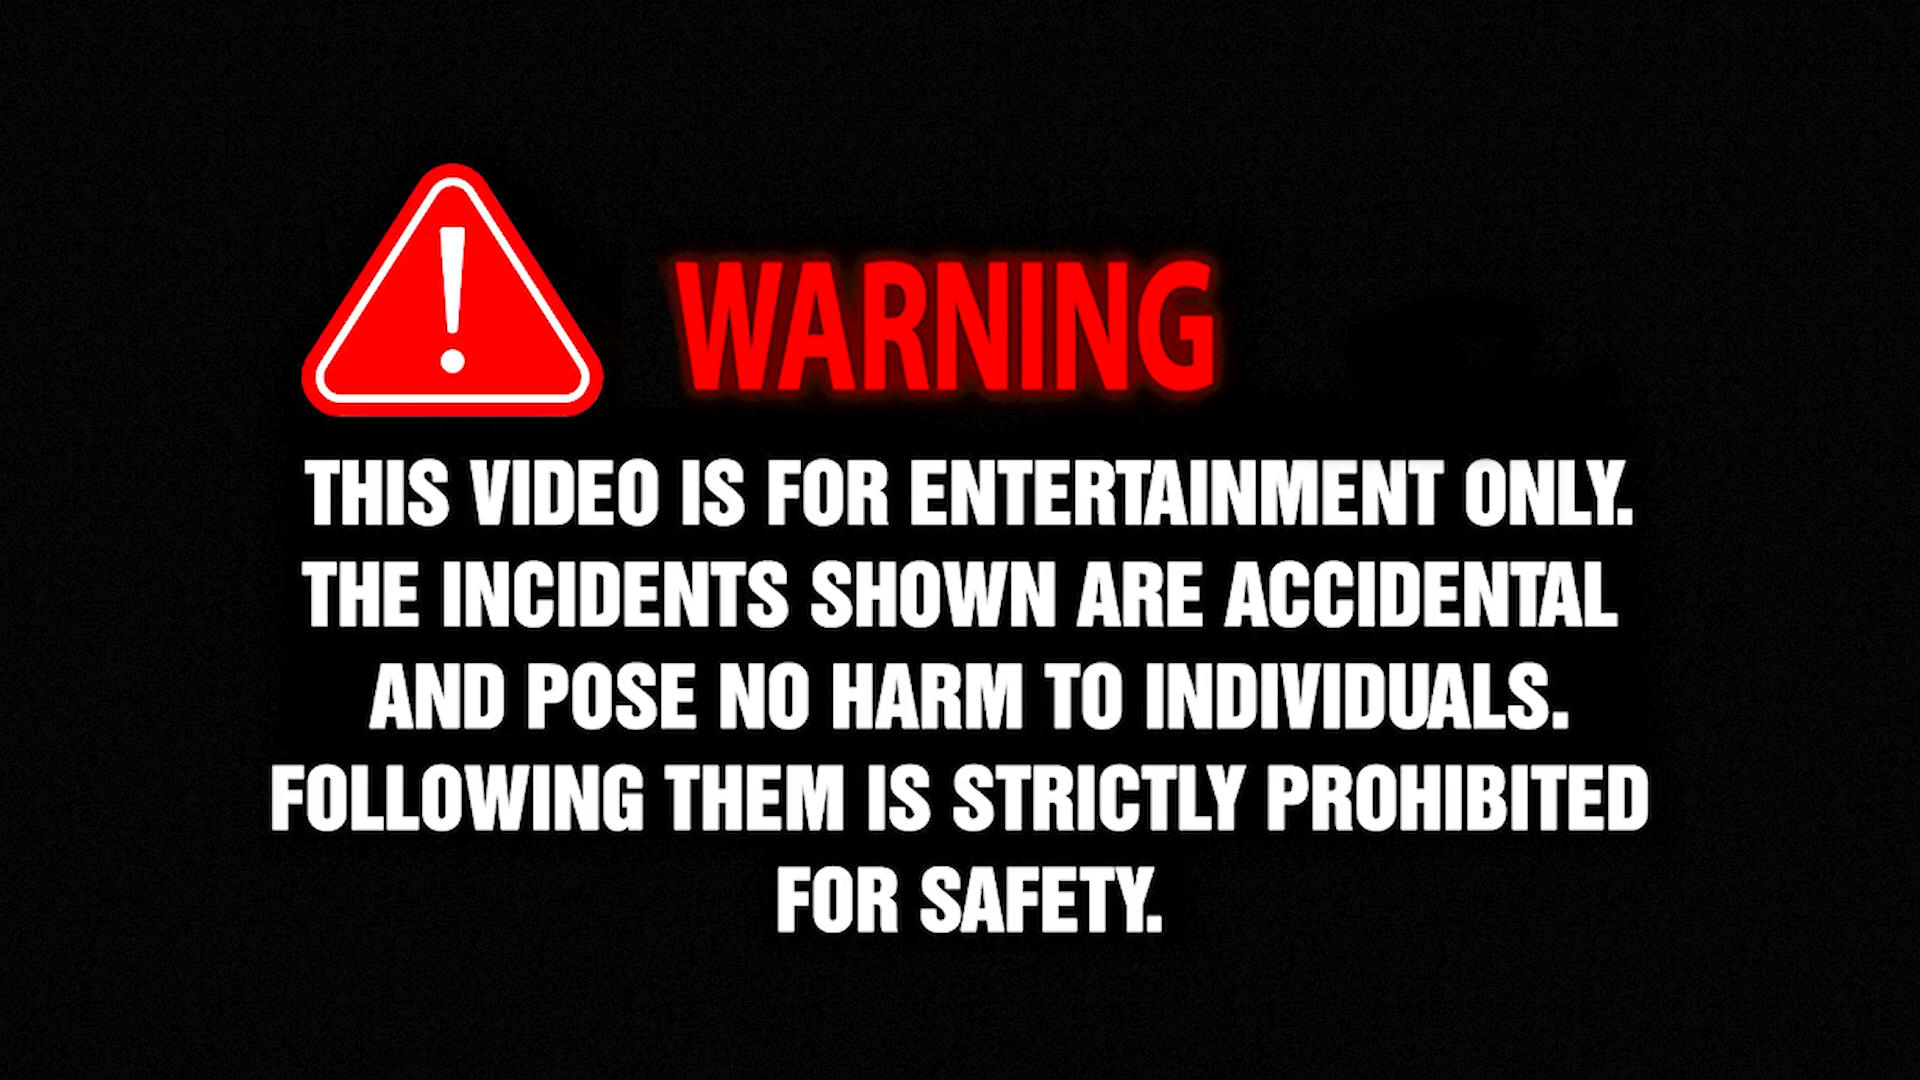 WARNING
THIS VIDEO IS FOR ENTERTAINMENT ONLY.
THE INCIDENTS SHOWN ARE ACCIDENTAL
AND POSE NO HARM TO INDIVIDUALS.
FOLLOWING THEM IS STRICTLY PROHIBITED
FOR SAFETY.